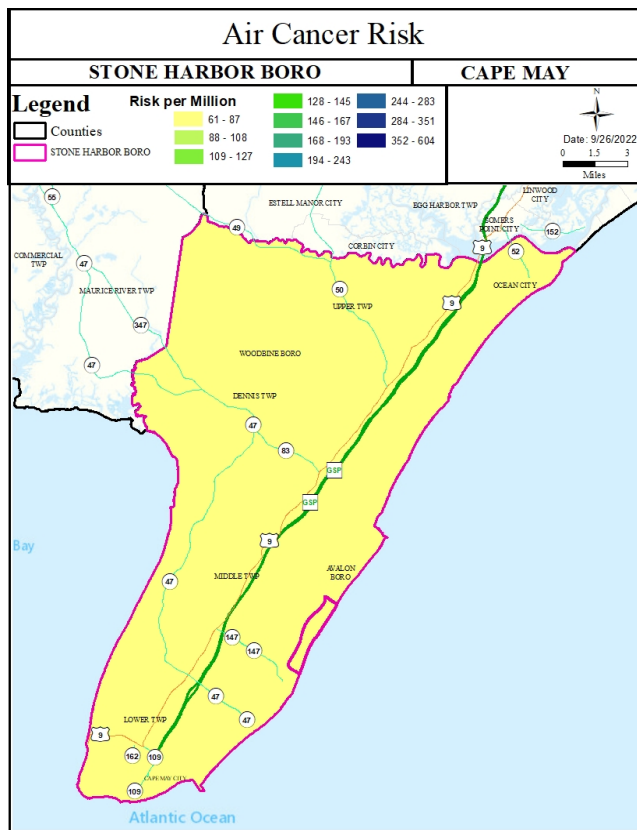 Air Cancer Risk
STONE HARBOR BORO
CAPE MAY
Legend
Counties
STONE HARBOR BORO
Risk per Million
61 - 87
88 - 108
109 - 127
128 - 145
146 - 167
168 - 193
194 - 243
244 - 283
284 - 351
352 - 604
N
Date: 9/26/2022
0 1.5 3
Miles
55
49
ESTELL MANOR CITY
EGG HARBOR TWP
LINWOOD
CITY
SOMERS
POINT CITY
152
COMMERCIAL
TWP
47
CORBIN CITY
9
52
MAURICE RIVER TWP
50
OCEAN CITY
UPPER TWP
9
347
47
WOODBINE BORO
DENNIS TWP
47
83
GSP
GSP
9
Bay
47
MIDDLE TWP
AVALON
BORO
147
147
47
47
LOWER TWP
9
162
109
CAPE MAY CITY
109
Atlantic Ocean